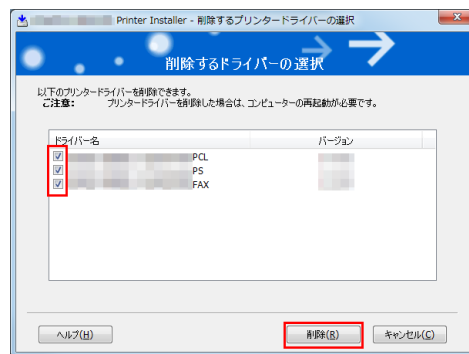 Printer Installer - 削除するプリンタードライバーの選択
削除するドライバーの選択
以下のプリンタードライバーを削除できます。
ご注意： プリンタードライバーを削除した場合は、コンピューターの再起動が必要です。
ドライバー名 バージョン
PCL
PS
FAX
ヘルプ(H) 削除(R) キャンセル(C)